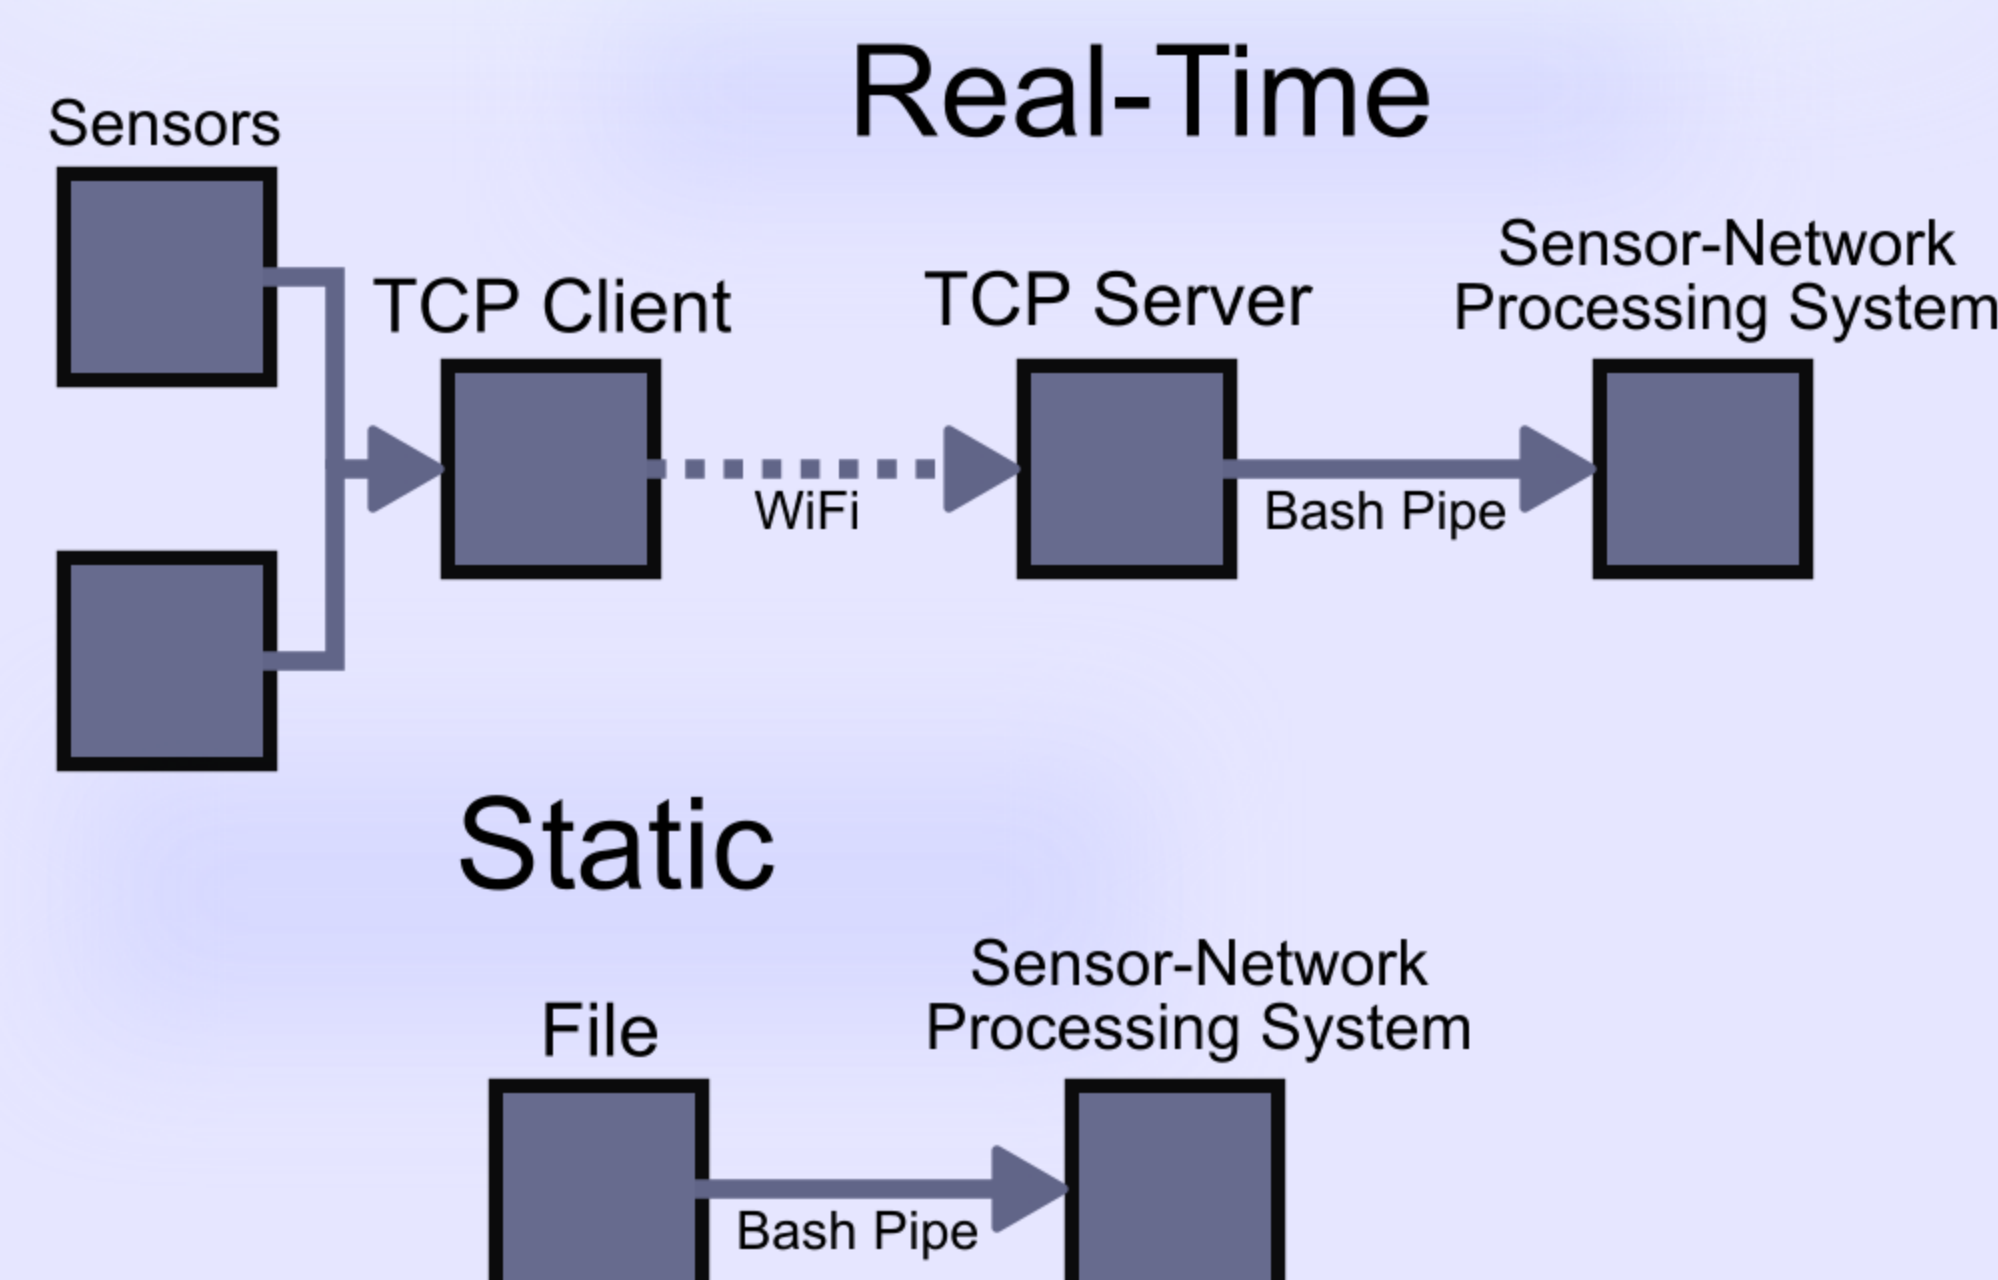 Real-Time
Sensors
Sensor-Network
Processing System
TCP Client
TCP Server
WiFi
Bash Pipe
Static
Sensor-Network
Processing System
File
Bash Pipe